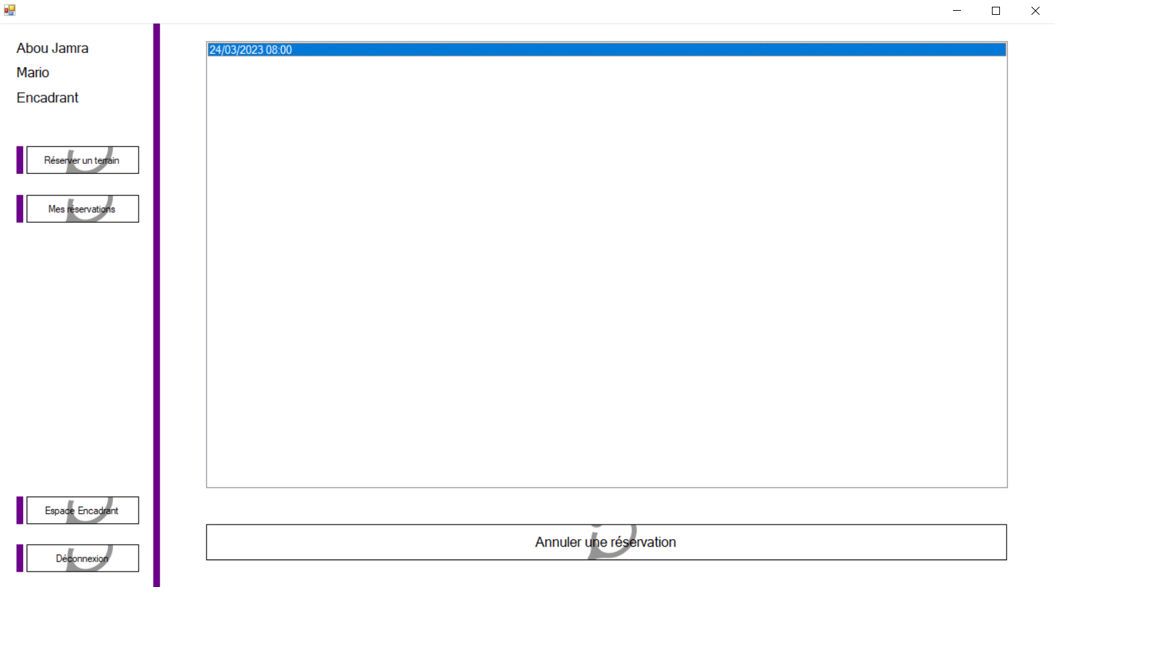 Abou Jamra
Mario
Encadrant
Réserver un terrain
Mes réservations
Espace Encadrant
Déconnexion
24/03/2023 08:00
Annuler une réservation